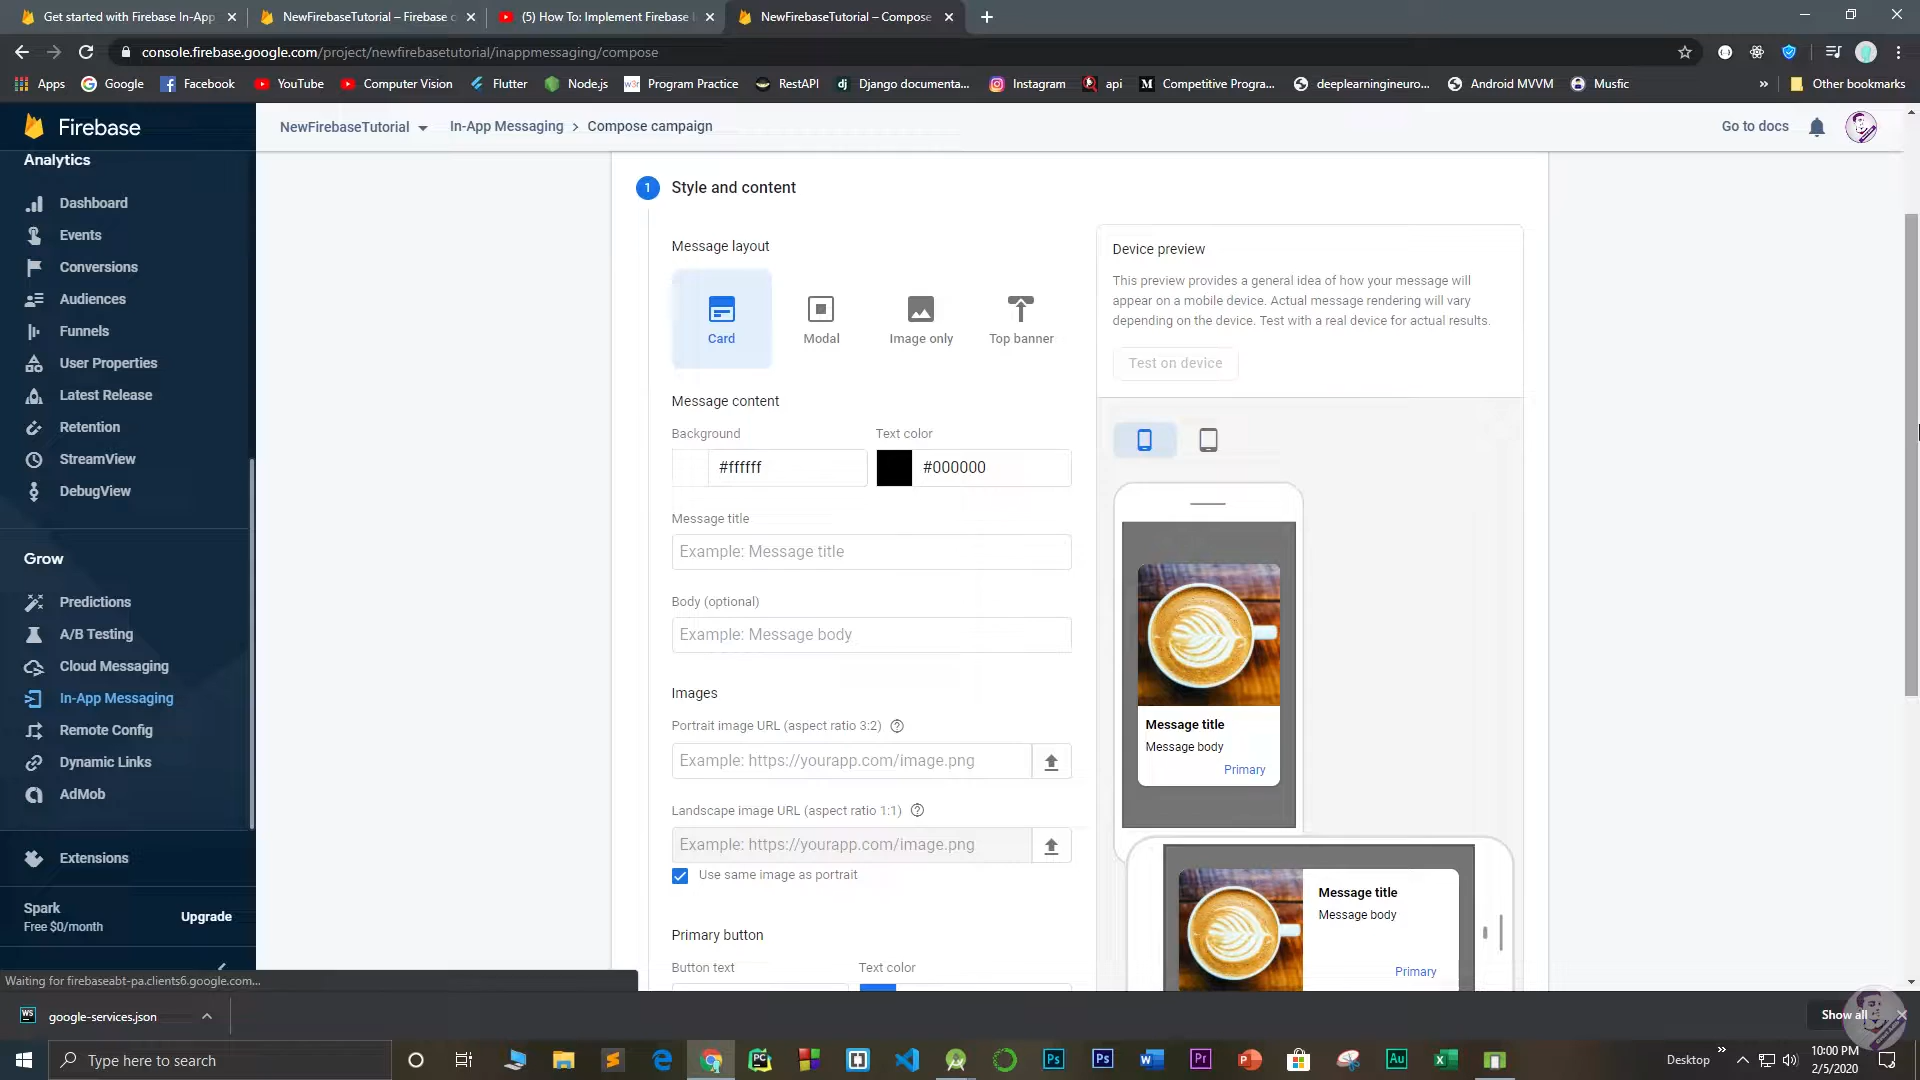 Get started with Firebase In-App
NewFirebaseTutorial – Firebase c
(5) How To: Implement Firebase I
NewFirebaseTutorial – Compose
console.firebase.google.com/project/newfirebasetutorial/inappmessaging/compose
Apps
Google
Facebook
YouTube
Computer Vision
Flutter
Node.js
Program Practice
RestAPI
Django documenta...
Instagram
api
Competitive Progra...
deeplearningineuro...
Android MVVM
Musfic
Other bookmarks
Firebase
NewFirebaseTutorial
In-App Messaging > Compose campaign
Go to docs
Analytics
Dashboard
Events
Conversions
Audiences
Funnels
User Properties
Latest Release
Retention
StreamView
DebugView
Grow
Predictions
A/B Testing
Cloud Messaging
In-App Messaging
Remote Config
Dynamic Links
AdMob
Extensions
Spark
Free $0/month
Upgrade
Waiting for firebaseabt-pa.clients6.google.com...
1 Style and content
Message layout
Card
Modal
Image only
Top banner
Message content
Background
Text color
#ffffff
#000000
Message title
Example: Message title
Body (optional)
Example: Message body
Images
Portrait image URL (aspect ratio 3:2)
Example: https://yourapp.com/image.png
Landscape image URL (aspect ratio 1:1)
Example: https://yourapp.com/image.png
Use same image as portrait
Primary button
Button text
Text color
Device preview
This preview provides a general idea of how your message will
appear on a mobile device. Actual message rendering will vary
depending on the device. Test with a real device for actual results.
Test on device
Message title
Message body
Primary
Message title
Message body
Primary
google-services.json
Show all
Type here to search
Desktop
10:00 PM
2/5/2020